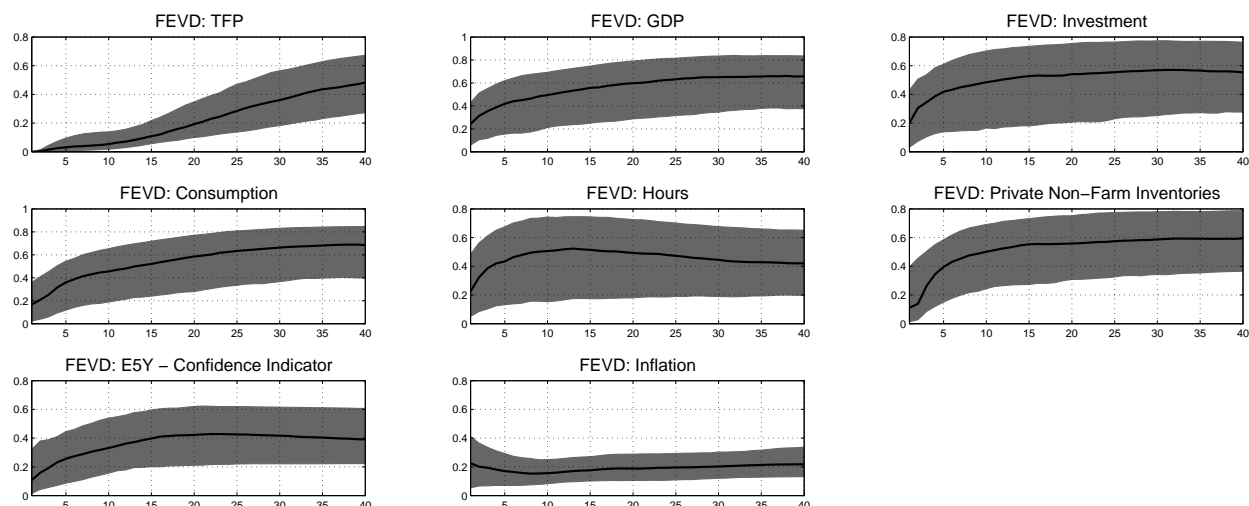 FEVD: TFP
0.8
0.6
0.4
0.2
0
5 10 15 20 25 30 35 40
FEVD: GDP
1
0.8
0.6
0.4
0.2
0
5 10 15 20 25 30 35 40
FEVD: Investment
0.8
0.6
0.4
0.2
0
5 10 15 20 25 30 35 40
FEVD: Consumption
1
0.8
0.6
0.4
0.2
0
5 10 15 20 25 30 35 40
FEVD: Hours
0.8
0.6
0.4
0.2
0
5 10 15 20 25 30 35 40
FEVD: Private Non−Farm Inventories
0.8
0.6
0.4
0.2
0
5 10 15 20 25 30 35 40
FEVD: E5Y − Confidence Indicator
0.8
0.6
0.4
0.2
0
5 10 15 20 25 30 35 40
FEVD: Inflation
0.8
0.6
0.4
0.2
0
5 10 15 20 25 30 35 40